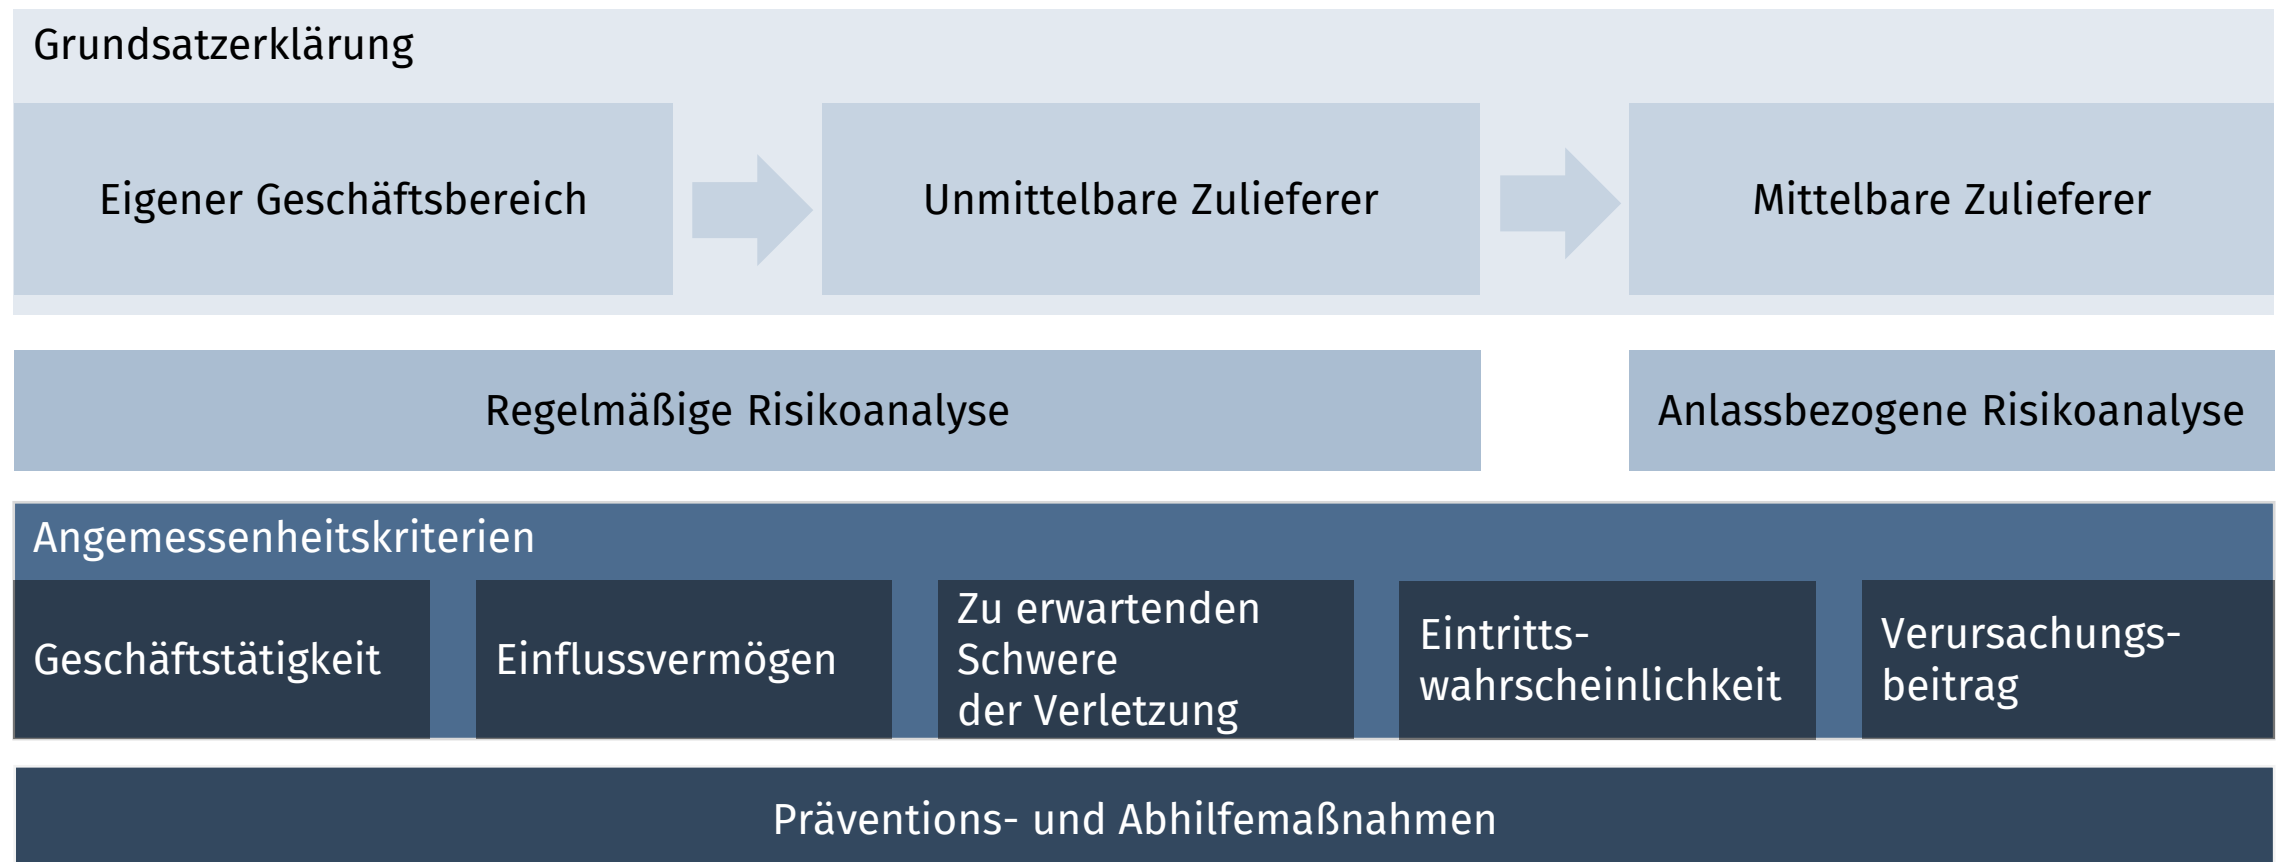 Grundsatzerklärung
Eigener Geschäftsbereich
Unmittelbare Zulieferer
Mittelbare Zulieferer
Regelmäßige Risikoanalyse
Anlassbezogene Risikoanalyse
Angemessenheitskriterien
Geschäftstätigkeit
Einflussvermögen
Zu erwartenden
Schwere
der Verletzung
Eintritts-
wahrscheinlichkeit
Verursachungs-
beitrag
Präventions- und Abhilfemaßnahmen